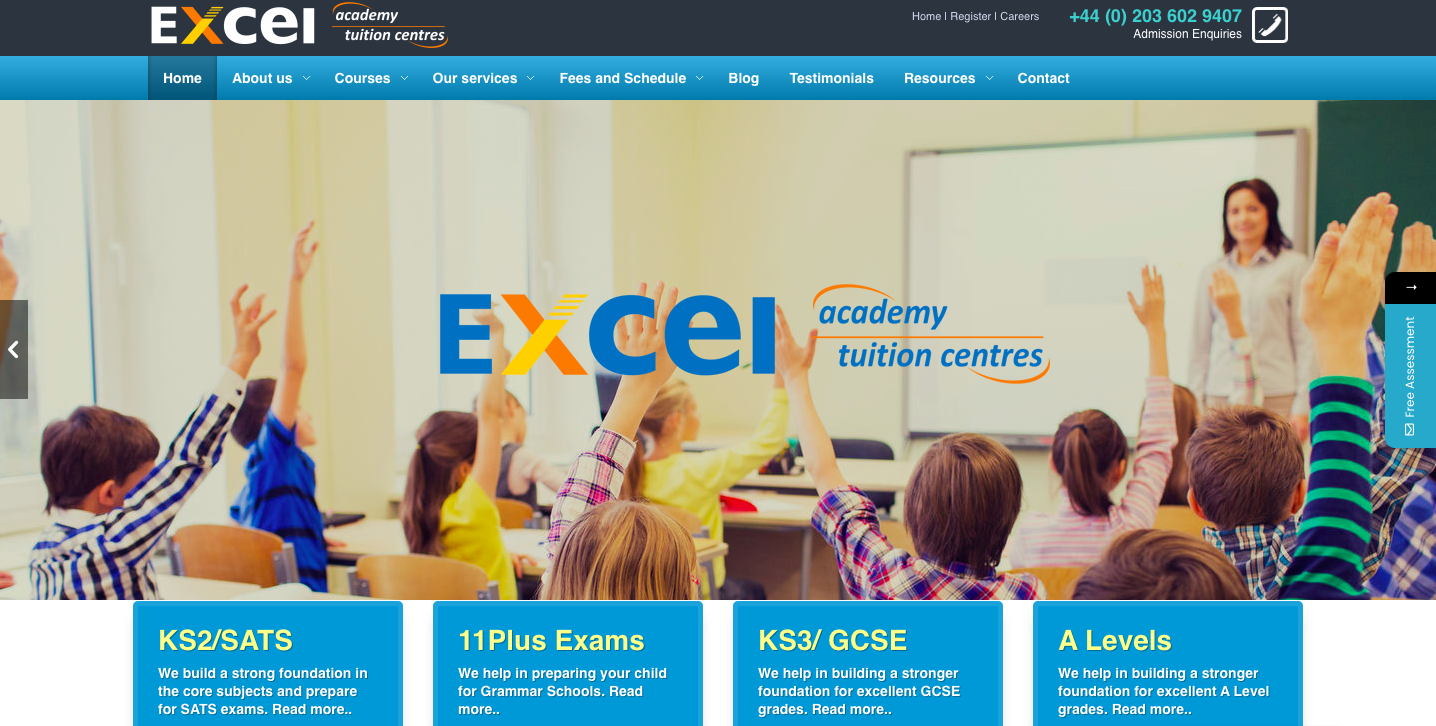 Excel academy
tuition centres
Home | Register | Careers
+44 (0) 203 602 9407
Admission Enquiries
Home About us Courses Our services Fees and Schedule Blog Testimonials Resources Contact
Excel academy
tuition centres
Free Assessment
KS2/SATS
We build a strong foundation in
the core subjects and prepare
for SATS exams. Read more..
11Plus Exams
We help in preparing your child
for Grammar Schools. Read
more..
KS3/ GCSE
We help in building a stronger
foundation for excellent GCSE
grades. Read more..
A Levels
We help in building a stronger
foundation for excellent A Level
grades. Read more..